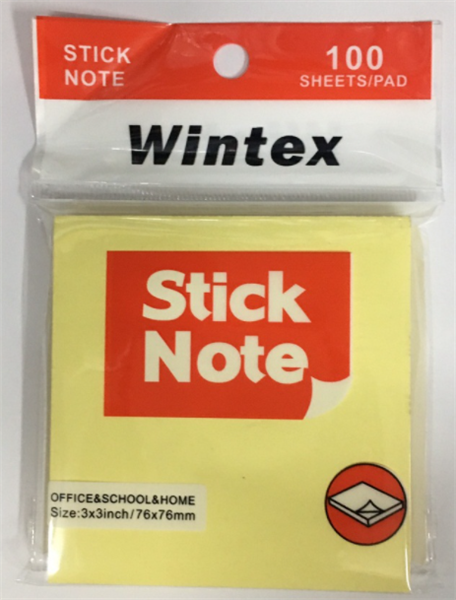 STICK
NOTE
100
SHEETS/PAD
Wintex
Stick
Note
OFFICE&SCHOOL&HOME
Size:3x3inch/76x76mm